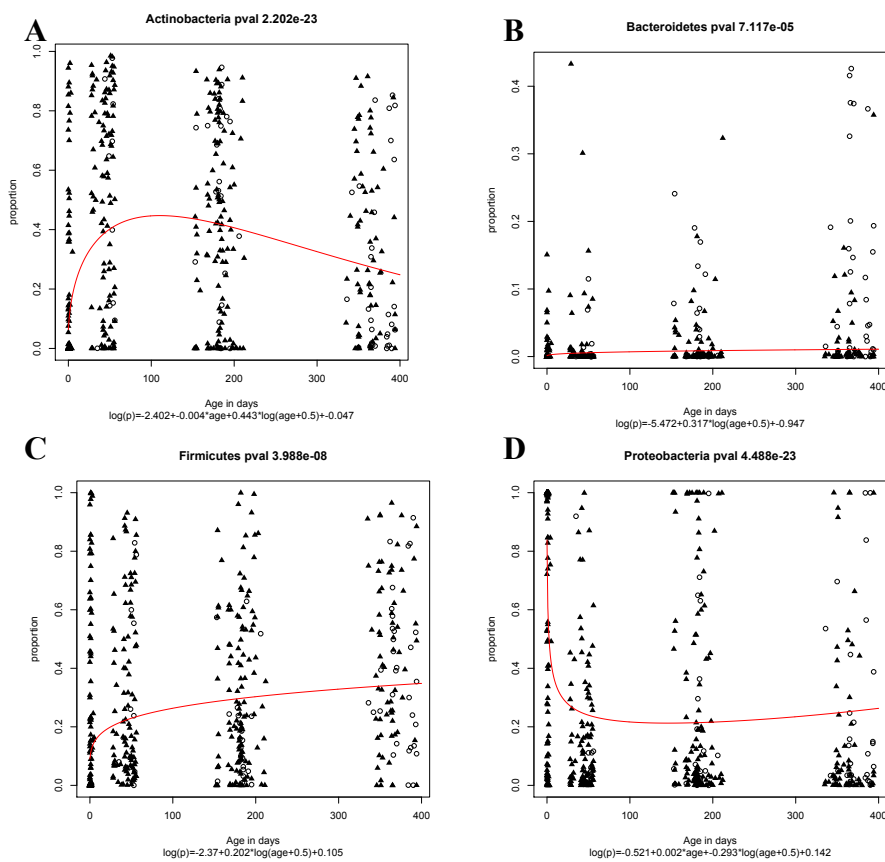 A
Actinobacteria pval 2.202e-23
proportion
1.0
0.8
0.6
0.4
0.2
0.0
0 100 200 300 400
Age in days
log(p)=-2.402+-0.004*age+0.443*log(age+0.5)+-0.047
B
Bacteroidetes pval 7.117e-05
proportion
0.4
0.3
0.2
0.1
0.0
0 100 200 300 400
Age in days
log(p)=-5.472+0.317*log(age+0.5)+-0.947
C
Firmicutes pval 3.988e-08
proportion
1.0
0.8
0.6
0.4
0.2
0.0
0 100 200 300 400
Age in days
log(p)=-2.37+0.202*log(age+0.5)+0.105
D
Proteobacteria pval 4.488e-23
proportion
1.0
0.8
0.6
0.4
0.2
0.0
0 100 200 300 400
Age in days
log(p)=-0.521+0.002*age+-0.293*log(age+0.5)+0.142